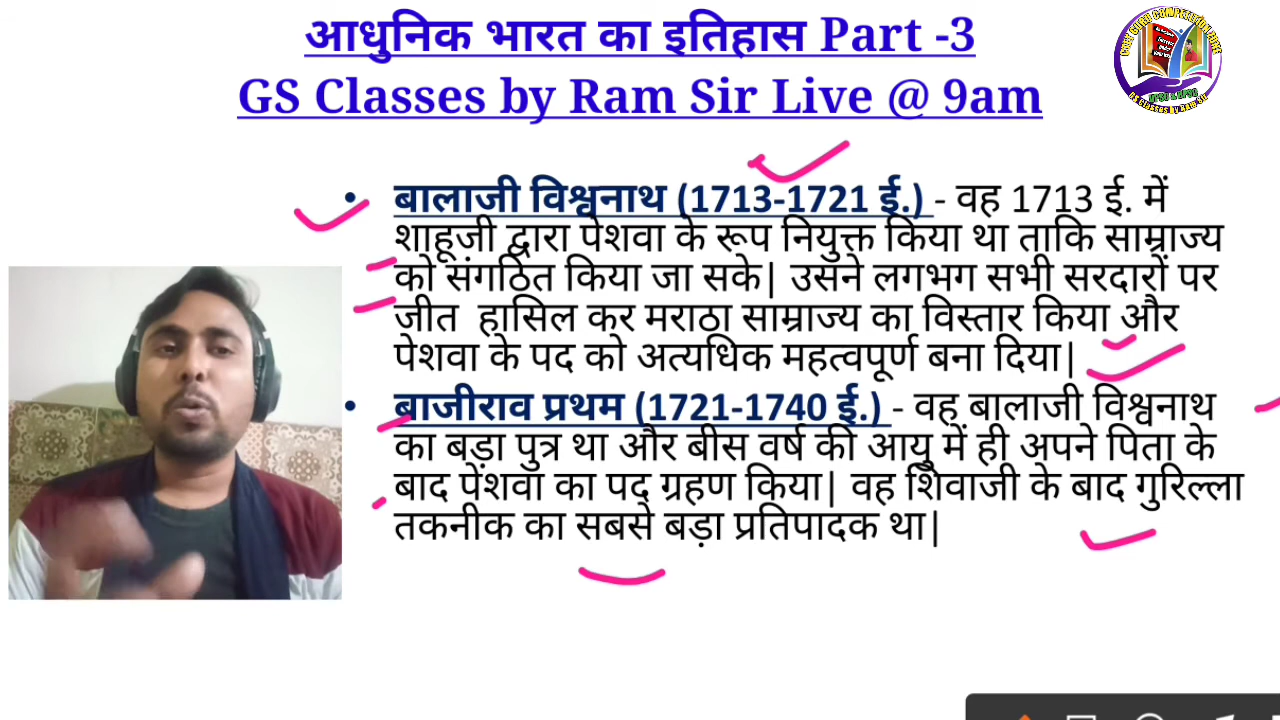 आधुनिक भारत का इतिहास Part -3
GS Classes by Ram Sir Live @ 9am
• बालाजी विश्वनाथ (1713-1721 ई.) - वह 1713 ई. में
शाहूजी द्वारा पेशवा के रूप नियुक्त किया था ताकि साम्राज्य
को संगठित किया जा सके| उसने लगभग सभी सरदारों पर
जीत हासिल कर मराठा साम्राज्य का विस्तार किया और
पेशवा के पद को अत्यधिक महत्वपूर्ण बना दिया|
• बाजीराव प्रथम (1721-1740 ई.) - वह बालाजी विश्वनाथ
का बड़ा पुत्र था और बीस वर्ष की आयु में ही अपने पिता के
बाद पेशवा का पद ग्रहण किया| वह शिवाजी के बाद गुरिल्ला
तकनीक का सबसे बड़ा प्रतिपादक था|